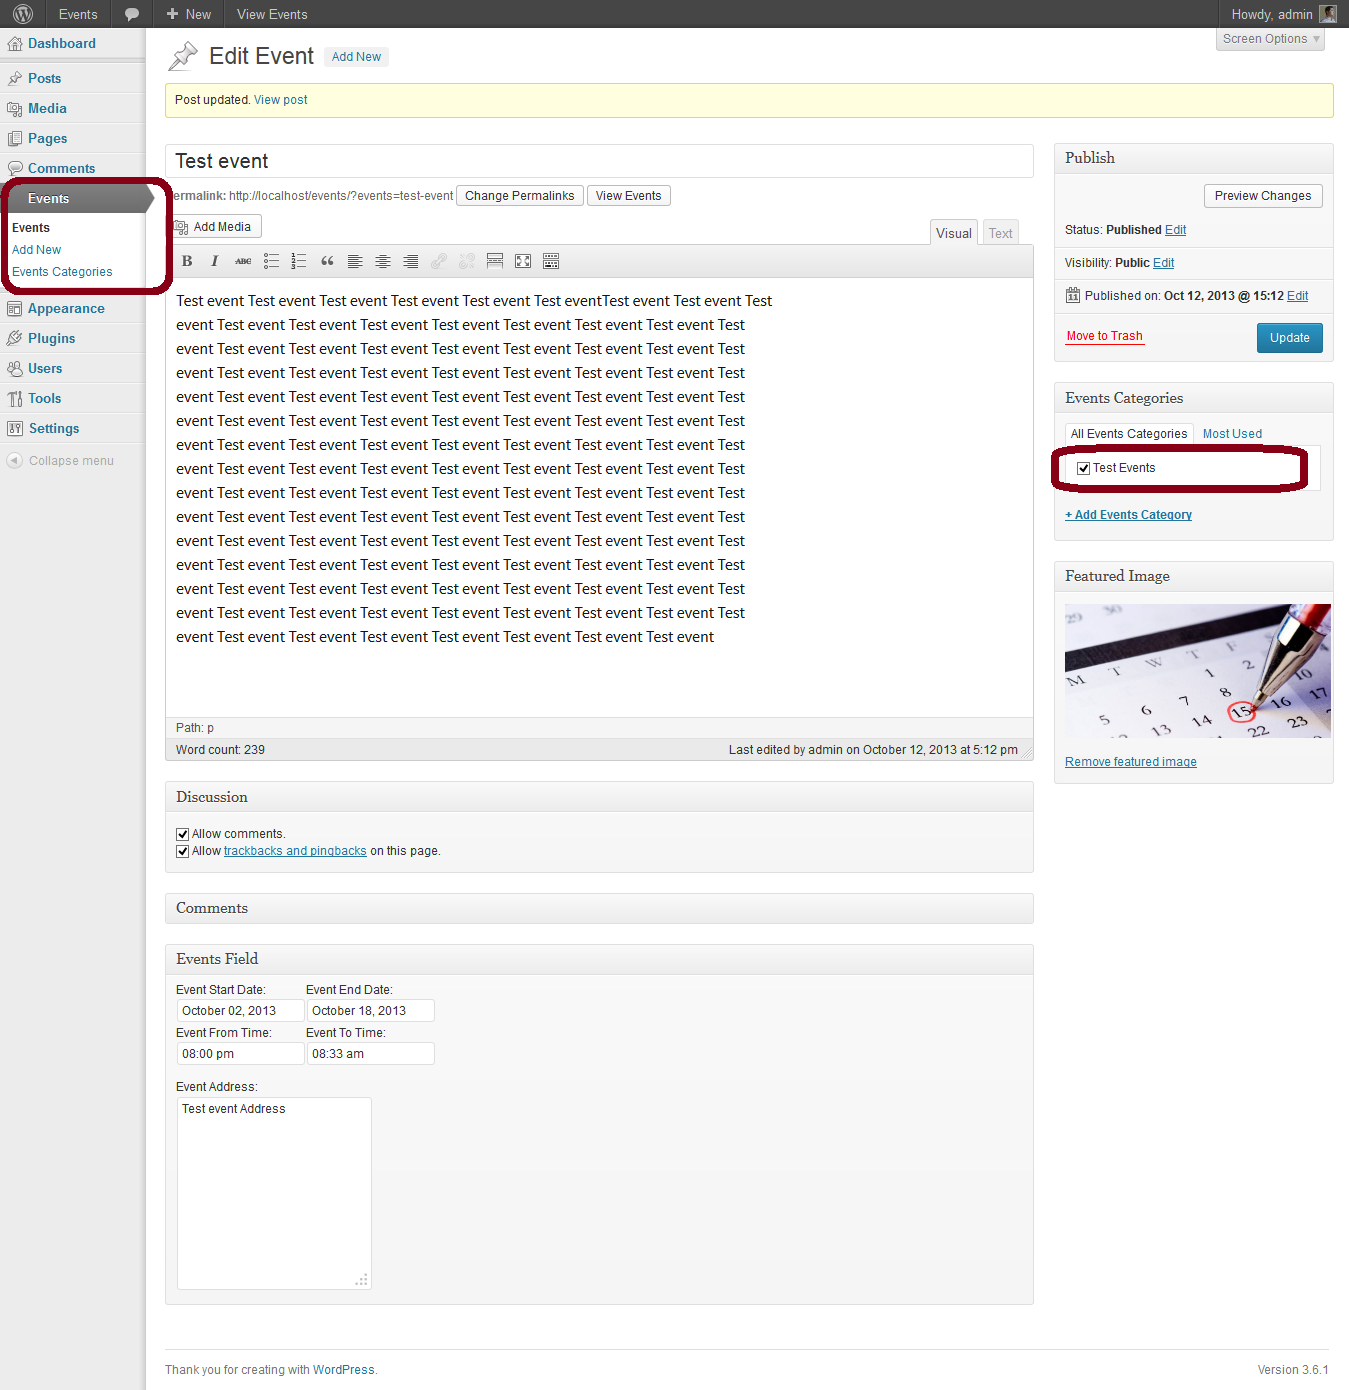 Events
New
View Events
Howdy, admin
Dashboard
Posts
Media
Pages
Comments
Events
Events
Add New
Events Categories
Appearance
Plugins
Users
Tools
Settings
Collapse menu
Screen Options
Edit Event Add New
Post updated. View post
Test event
ermalink: http://localhost/events/?events=test-event Change Permalinks View Events
Add Media
Visual Text
B I ABC
Test event Test event Test event Test event Test event Test eventTest event Test event Test
event Test event Test event Test event Test event Test event Test event Test event Test
event Test event Test event Test event Test event Test event Test event Test event Test
event Test event Test event Test event Test event Test event Test event Test event Test
event Test event Test event Test event Test event Test event Test event Test event Test
event Test event Test event Test event Test event Test event Test event Test event Test
event Test event Test event Test event Test event Test event Test event Test event Test
event Test event Test event Test event Test event Test event Test event Test event Test
event Test event Test event Test event Test event Test event Test event Test event Test
event Test event Test event Test event Test event Test event Test event Test event Test
event Test event Test event Test event Test event Test event Test event Test event Test
event Test event Test event Test event Test event Test event Test event Test event Test
event Test event Test event Test event Test event Test event Test event Test event Test
event Test event Test event Test event Test event Test event Test event Test event Test
event Test event Test event Test event Test event Test event Test event Test event
Path: p
Word count: 239
Last edited by admin on October 12, 2013 at 5:12 pm
Discussion
Allow comments.
Allow trackbacks and pingbacks on this page.
Comments
Events Field
Event Start Date: Event End Date:
October 02, 2013 October 18, 2013
Event From Time: Event To Time:
08:00 pm 08:33 am
Event Address:
Test event Address
Publish
Preview Changes
Status: Published Edit
Visibility: Public Edit
11 Published on: Oct 12, 2013 @ 15:12 Edit
Move to Trash Update
Events Categories
All Events Categories Most Used
Test Events
+ Add Events Category
Featured Image
M T W T F
1 2
5 6 7 8 10
13 14 15 16 17
22 23
Remove featured image
Thank you for creating with WordPress.
Version 3.6.1